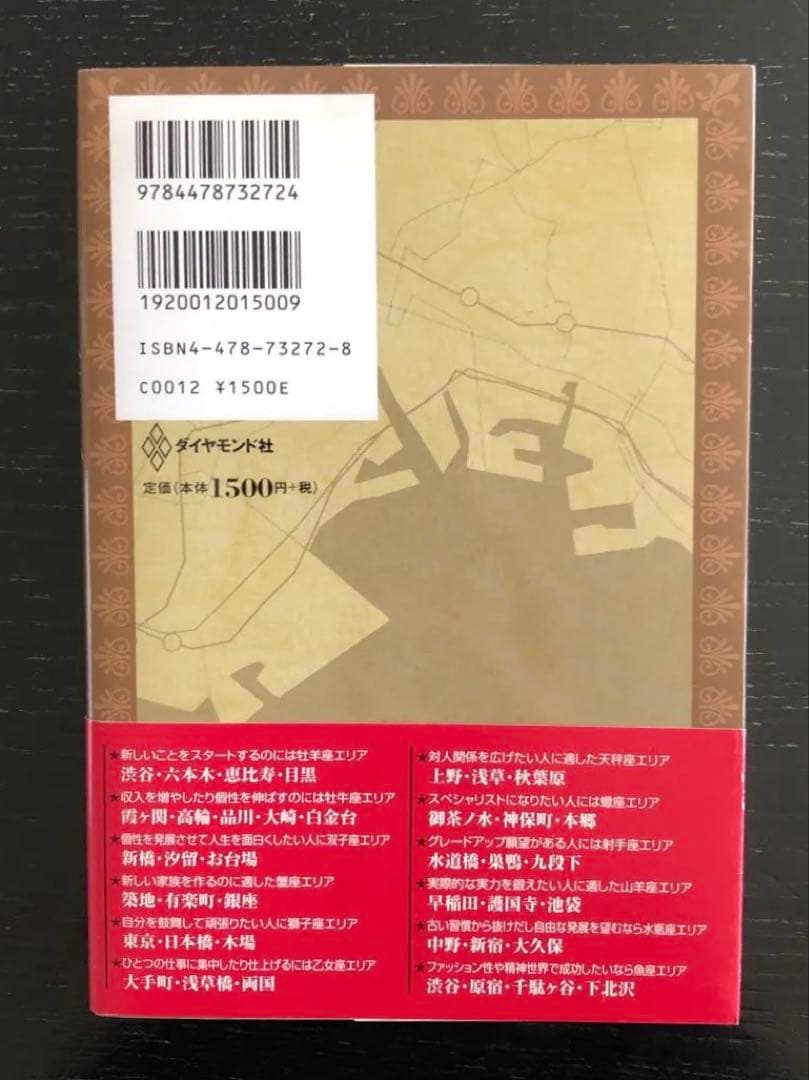 9784478732724
1920012015009
ISBN4-478-73272-8
C0012 ¥1500E
ダイヤモンド社
定価(本体1500円+税)
★新しいことをスタートするのには牡羊座エリア
渋谷・六本木・恵比寿・目黒
★収入を増やしたり個性を伸ばすのには牡牛座エリア
霞ヶ関・高輪・品川・大崎・白金台
★個性を発展させて人生を面白くしたい人に双子座エリア
新橋・汐留・お台場
★新しい家族を作るのに適した蟹座エリア
築地・有楽町・銀座
★自分を鼓舞して頑張りたい人に獅子座エリア
東京・日本橋・木場
★ひとつの仕事に集中したり仕上げるには乙女座エリア
大手町・浅草橋・両国
★対人関係を広げたい人に適した天秤座エリア
上野・浅草・秋葉原
★スペシャリストになりたい人には蠍座エリア
御茶ノ水・神保町・本郷
★グレードアップ願望がある人には射手座エリア
水道橋・巣鴨・九段下
★実際的な実力を鍛えたい人に適した山羊座エリア
早稲田・護国寺・池袋
★古い習慣から抜けだし自由な発展を望むなら水瓶座エリア
中野・新宿・大久保
★ファッション性や精神世界で成功したいなら魚座エリア
渋谷・原宿・千駄ヶ谷・下北沢